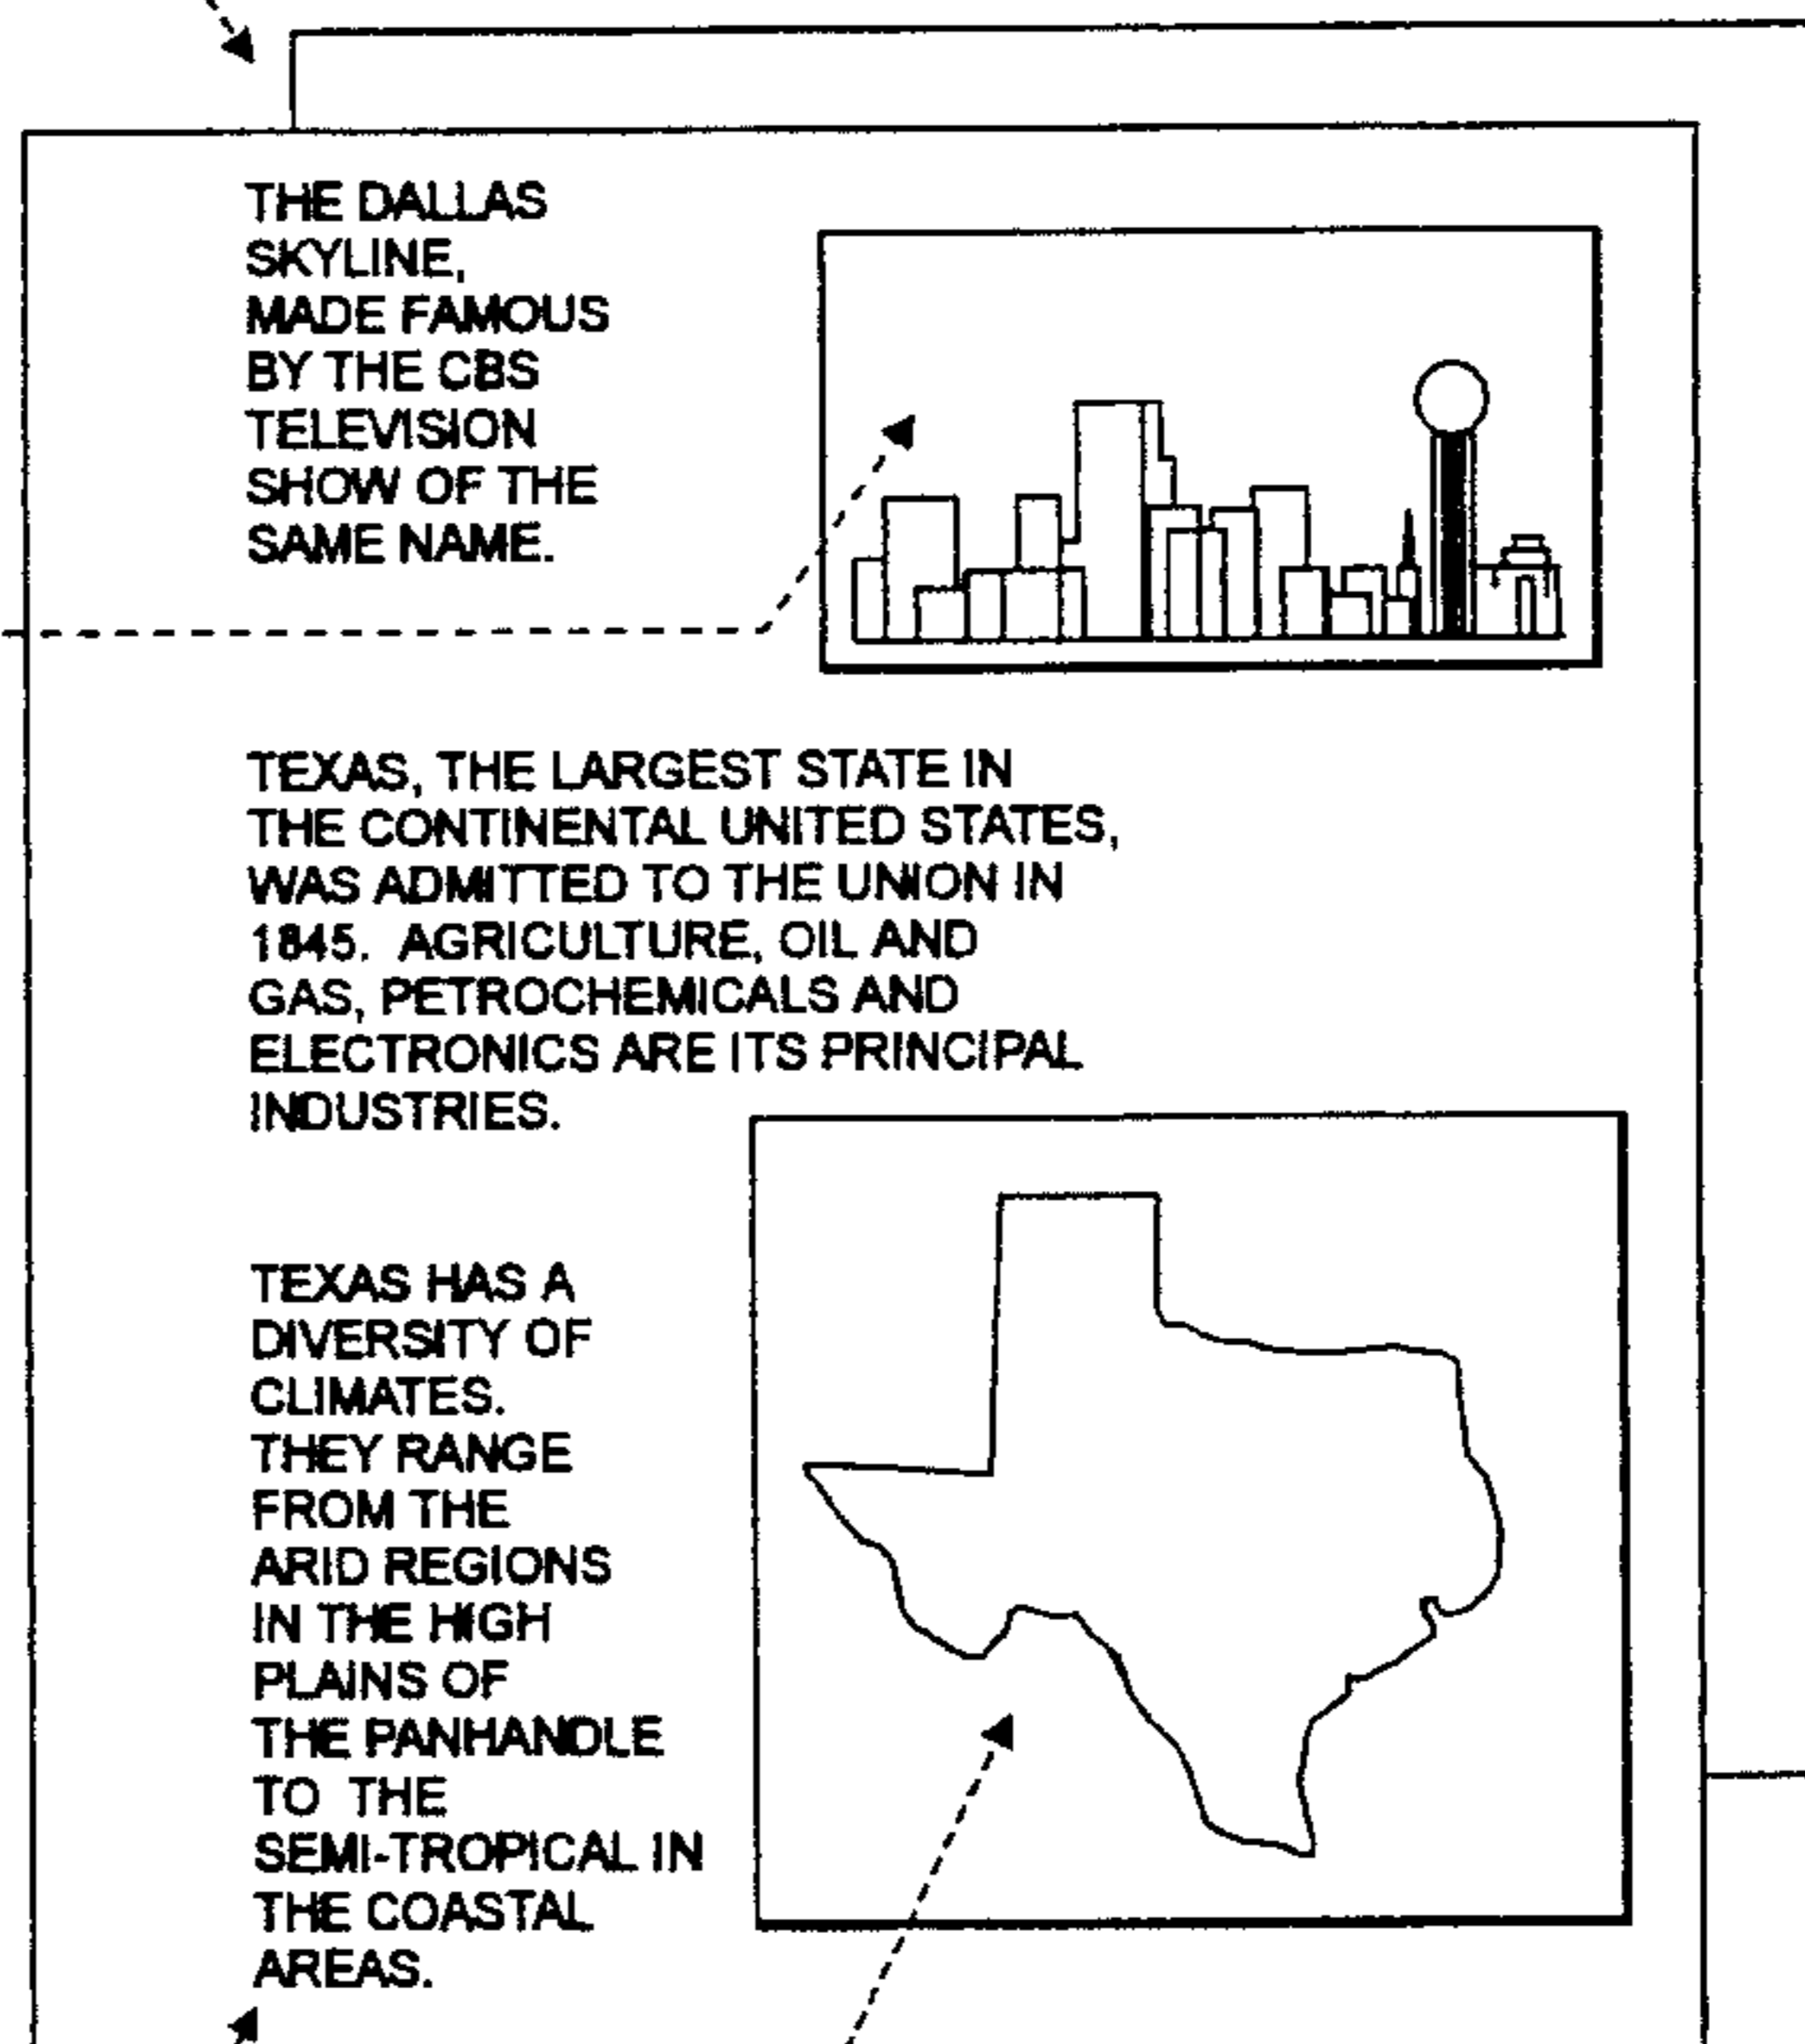 THE DALLAS
SKYLINE,
MADE FAMOUS
BY THE CBS
TELEVISION
SHOW OF THE
SAME NAME.
TEXAS, THE LARGEST STATE IN
THE CONTINENTAL UNITED STATES,
WAS ADMITTED TO THE UNION IN
1845. AGRICULTURE, OIL AND
GAS, PETROCHEMICALS AND
ELECTRONICS ARE ITS PRINCIPAL
INDUSTRIES.
TEXAS HAS A
DIVERSITY OF
CLIMATES.
THEY RANGE
FROM THE
ARID REGIONS
IN THE HIGH
PLAINS OF
THE PANHANDLE
TO THE
SEMI-TROPICAL IN
THE COASTAL
AREAS.